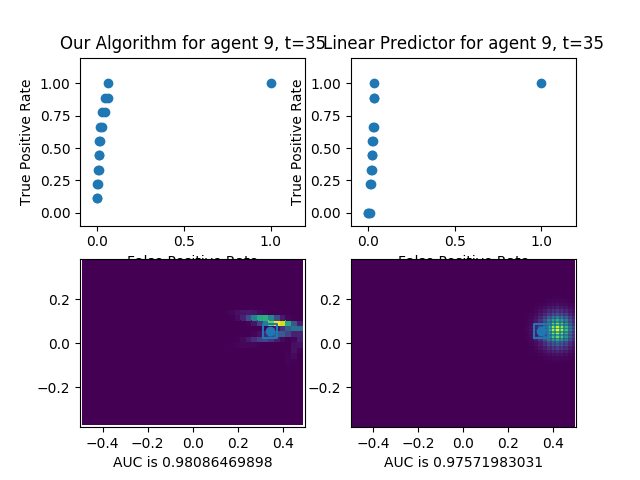 Our Algorithm for agent 9, t=35
Linear Predictor for agent 9, t=35
True Positive Rate
1.00
0.75
0.50
0.25
0.00
0.0 0.5 1.0
False Positive Rate
True Positive Rate
1.00
0.75
0.50
0.25
0.00
0.0 0.5 1.0
False Positive Rate
0.2
0.0
−0.2
−0.4 −0.2 0.0 0.2 0.4
AUC is 0.98086469898
0.2
0.0
−0.2
−0.4 −0.2 0.0 0.2 0.4
AUC is 0.97571983031